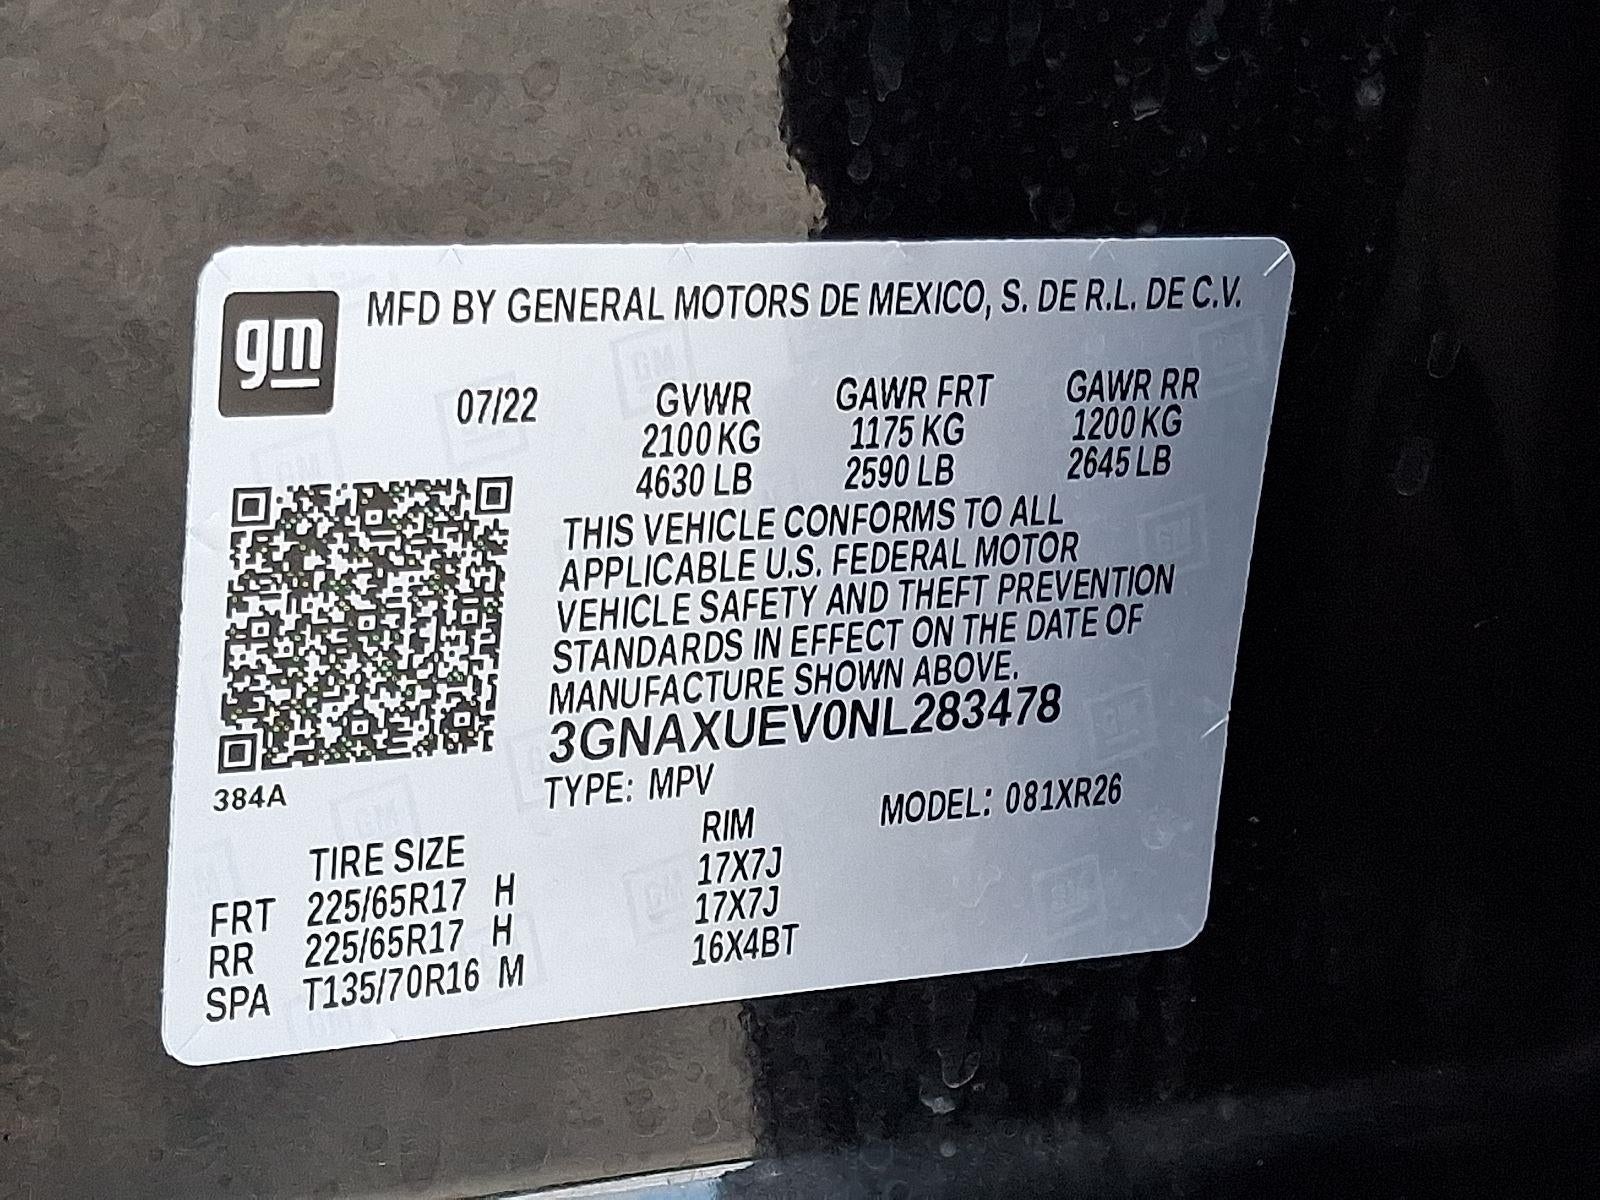 gm
MFD BY GENERAL MOTORS DE MEXICO, S. DE R.L. DE C.V.
07/22 GVWR GAWR FRT GAWR RR
2100 KG 1175 KG 1200 KG
4630 LB 2590 LB 2645 LB
THIS VEHICLE CONFORMS TO ALL
APPLICABLE U.S. FEDERAL MOTOR
VEHICLE SAFETY AND THEFT PREVENTION
STANDARDS IN EFFECT ON THE DATE OF
MANUFACTURE SHOWN ABOVE.
3GNAXUEV0NL283478
384A
TYPE: MPV MODEL: 081XR26
TIRE SIZE RIM
FRT 225/65R17 H 17X7J
RR 225/65R17 H 17X7J
SPA T135/70R16 M 16X4BT